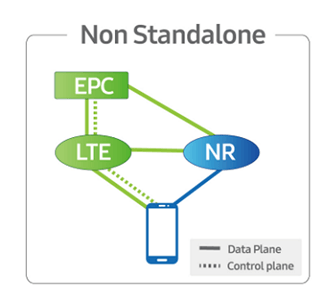 Non Standalone
EPC
LTE
NR
Data Plane
Control plane